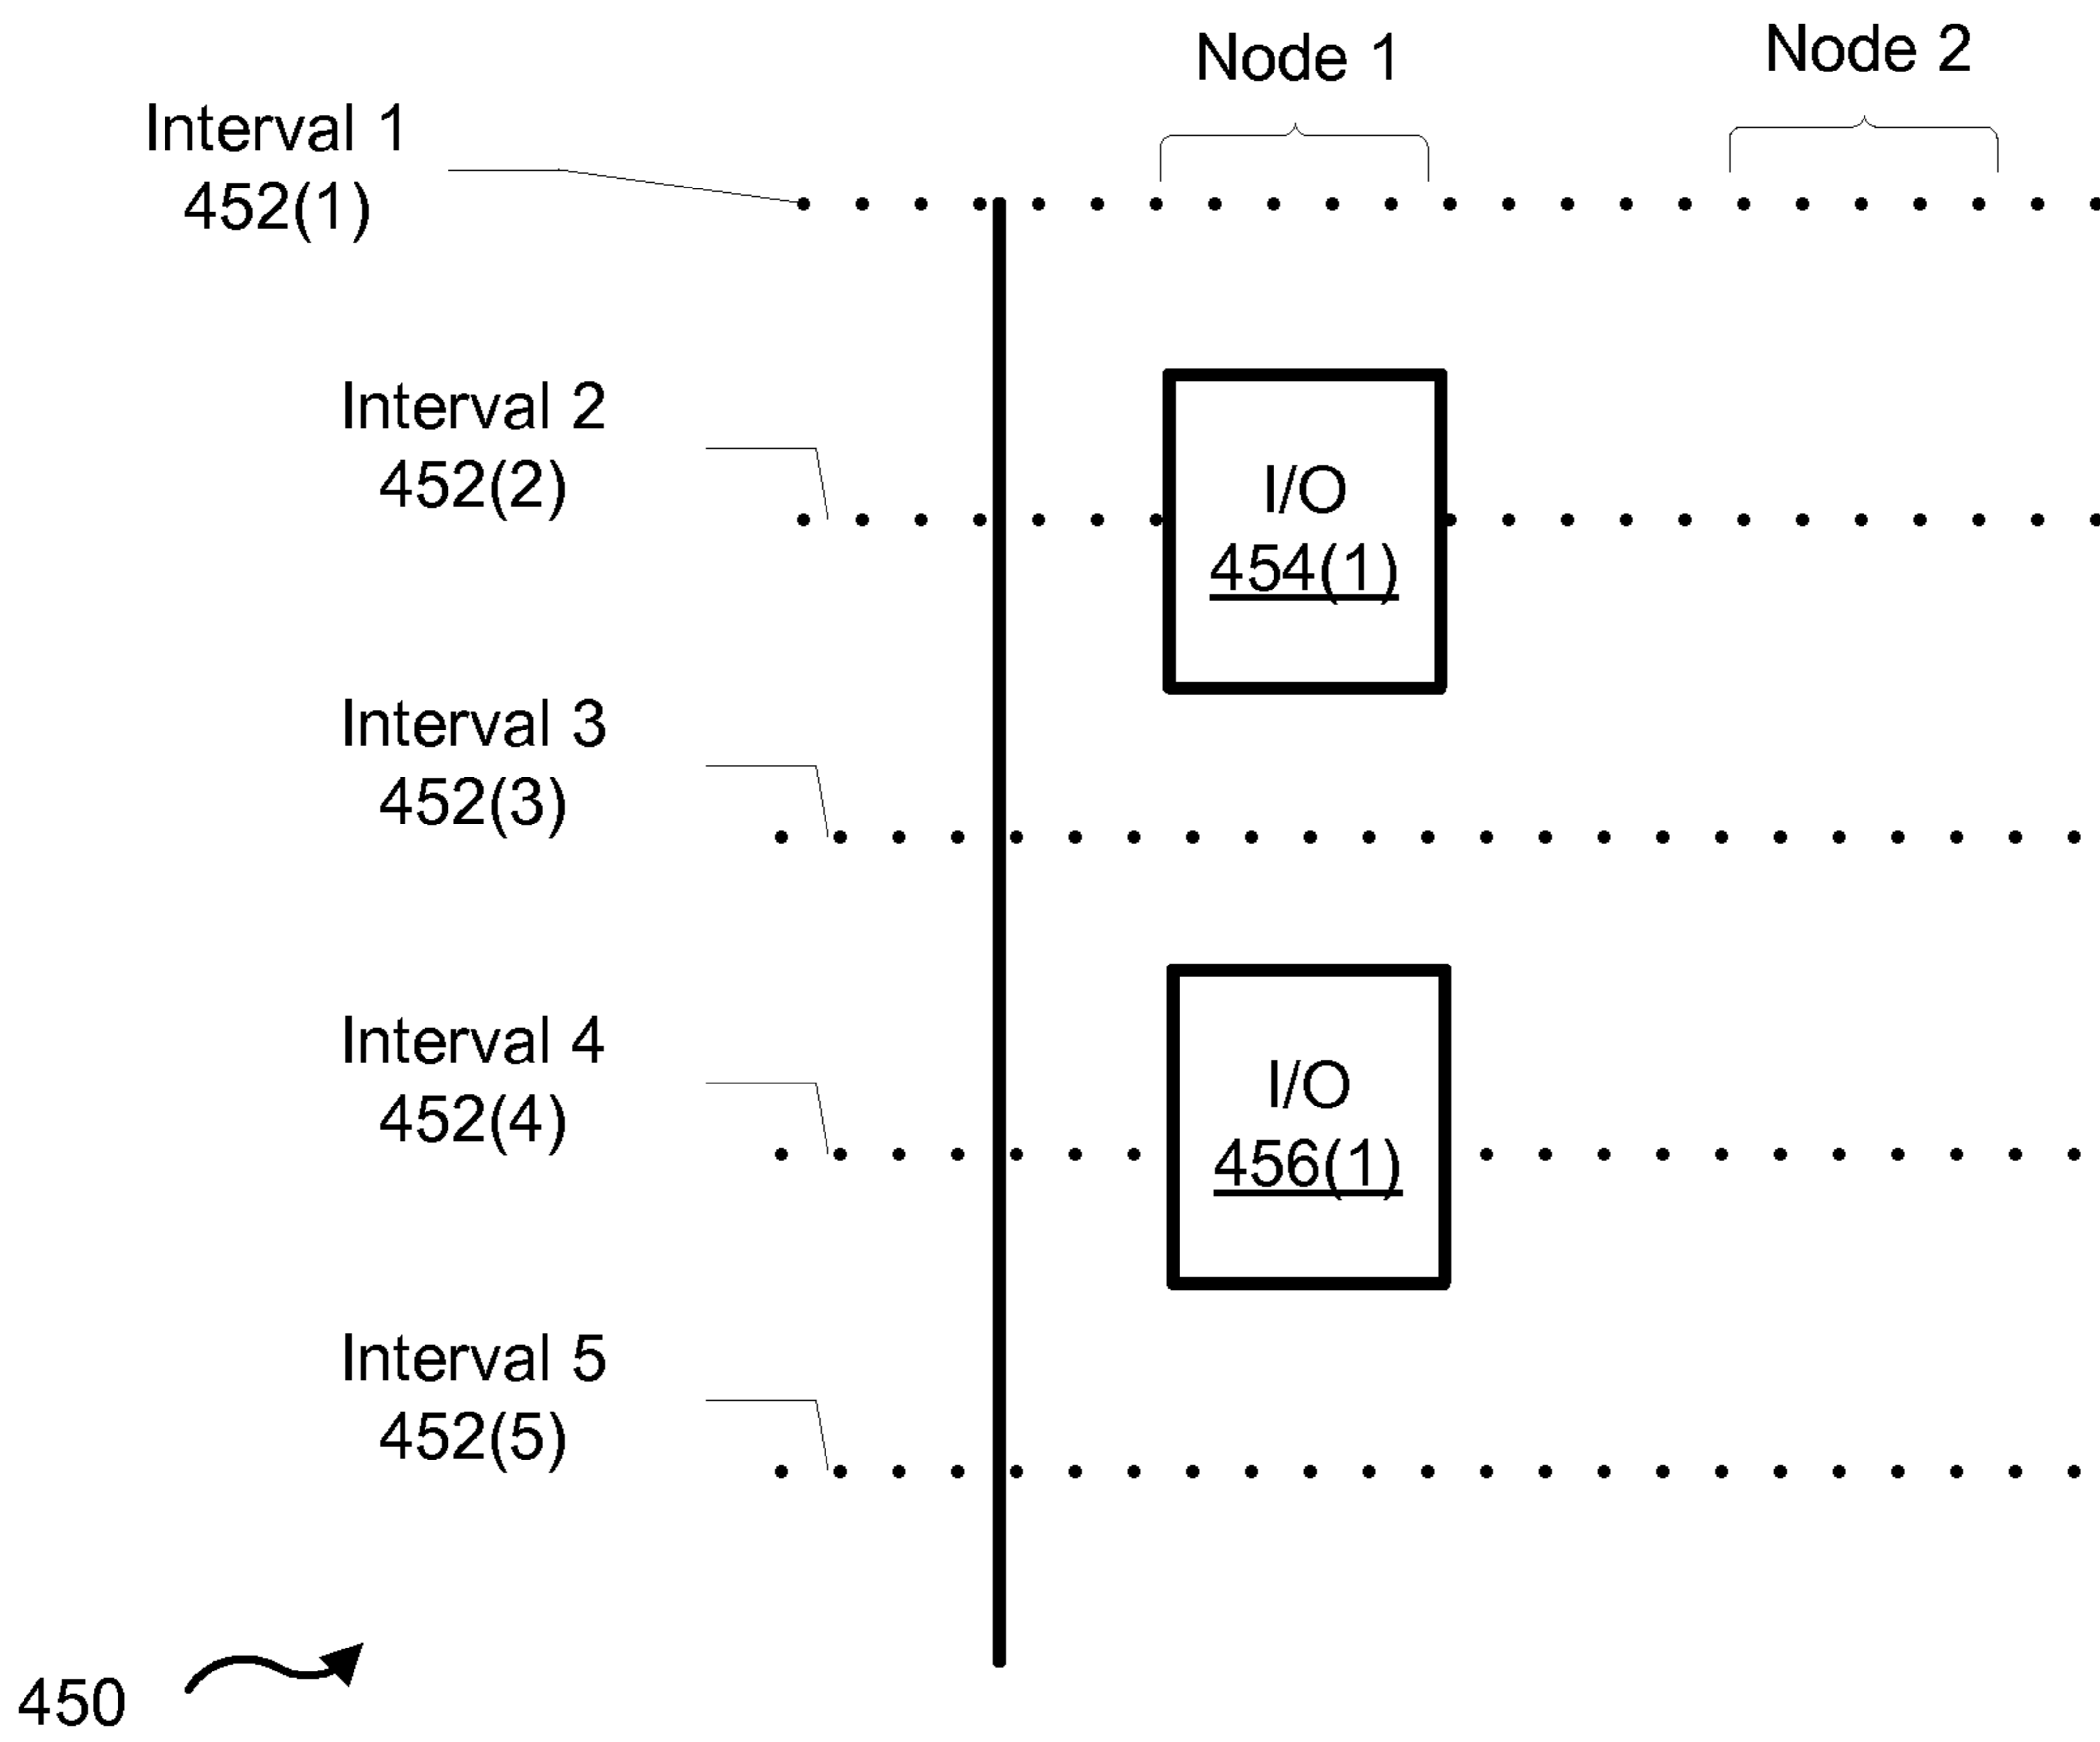 Node 1
Node 2
Interval 1
452(1)
Interval 2
452(2)
I/O
454(1)
Interval 3
452(3)
Interval 4
452(4)
I/O
456(1)
Interval 5
452(5)
450